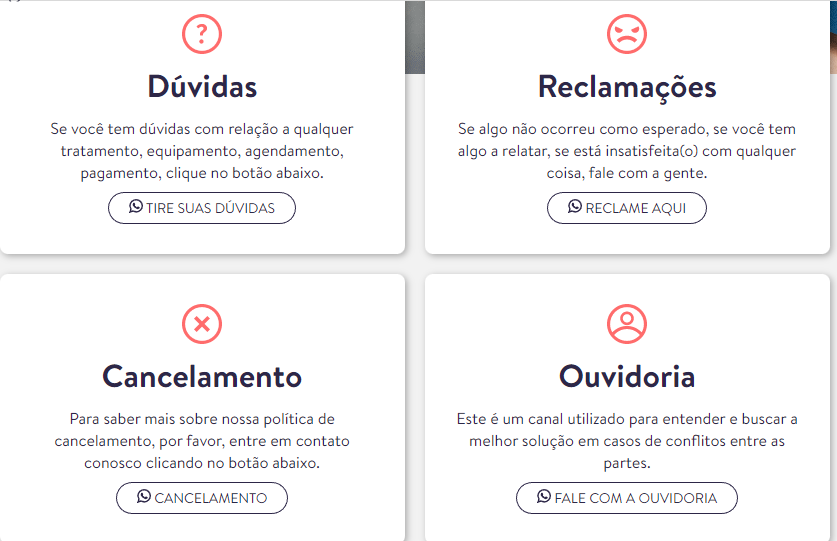 Dúvidas
Se você tem dúvidas com relação a qualquer
tratamento, equipamento, agendamento,
pagamento, clique no botão abaixo.
TIRE SUAS DÚVIDAS
Reclamações
Se algo não ocorreu como esperado, se você tem
algo a relatar, se está insatisfeita(o) com qualquer
coisa, fale com a gente.
RECLAME AQUI
Cancelamento
Para saber mais sobre nossa política de
cancelamento, por favor, entre em contato
conosco clicando no botão abaixo.
CANCELAMENTO
Ouvidoria
Este é um canal utilizado para entender e buscar a
melhor solução em casos de conflitos entre as
partes.
FALE COM A OUVIDORIA